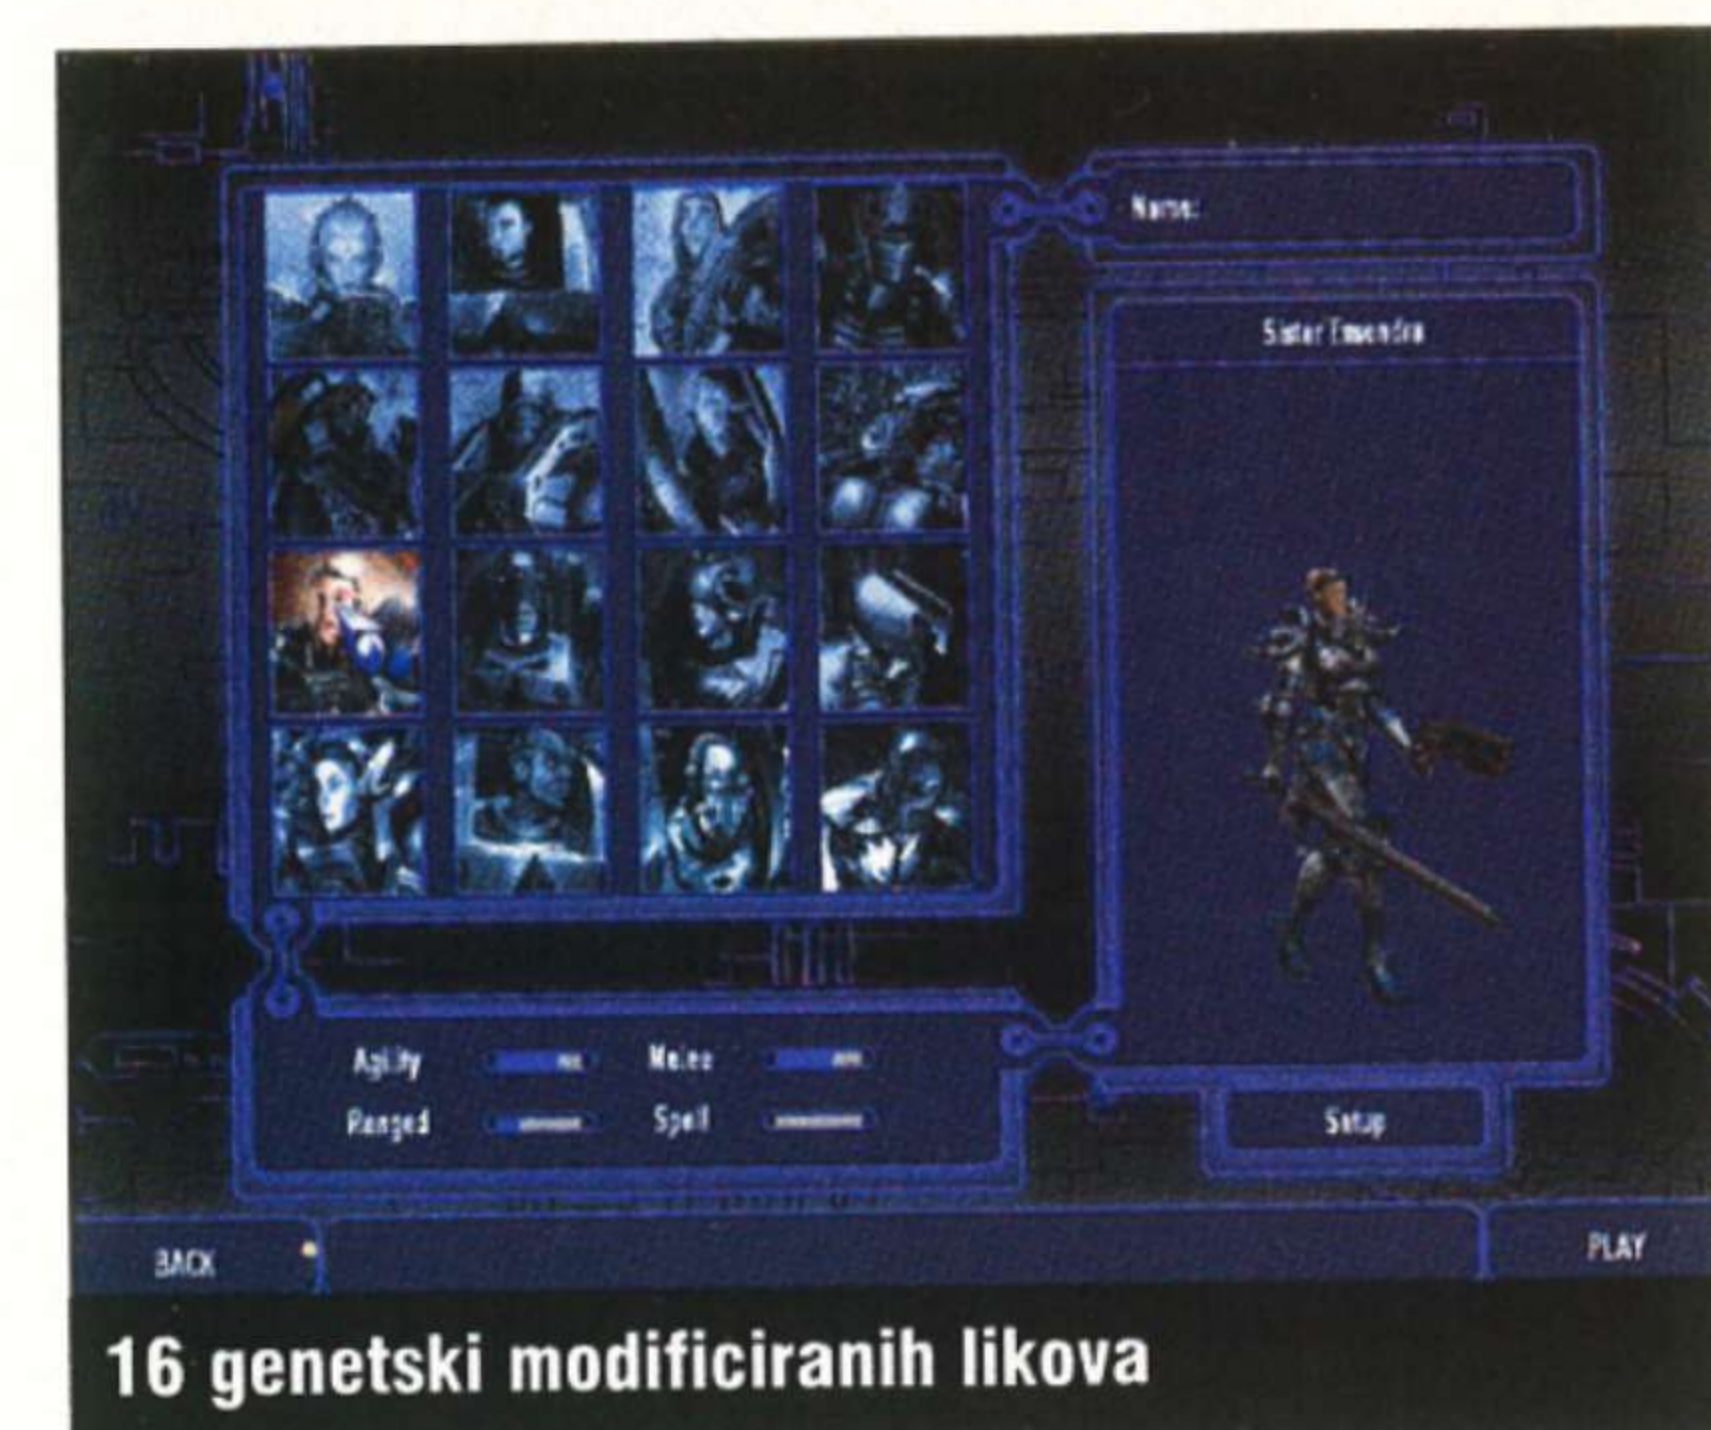 Name:
Sister
Agility
Melee
Ranged
Spell
Setup
BACK
PLAY
16 genetski modificiranih likova